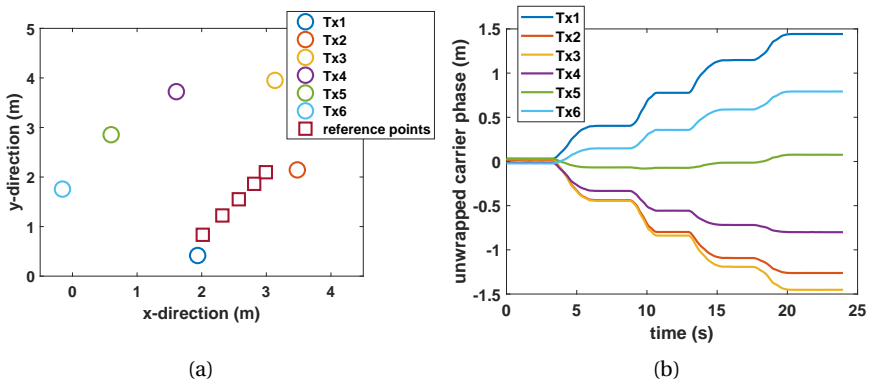 Tx1
Tx2
Tx3
Tx4
Tx5
Tx6
reference points
5
4
3
2
1
0
0
1
2
3
4
y-direction (m)
x-direction (m)
(a)
Tx1
Tx2
Tx3
Tx4
Tx5
Tx6
1.5
1
0.5
0
-0.5
-1
-1.5
0
5
10
15
20
25
unwrapped carrier phase (m)
time (s)
(b)